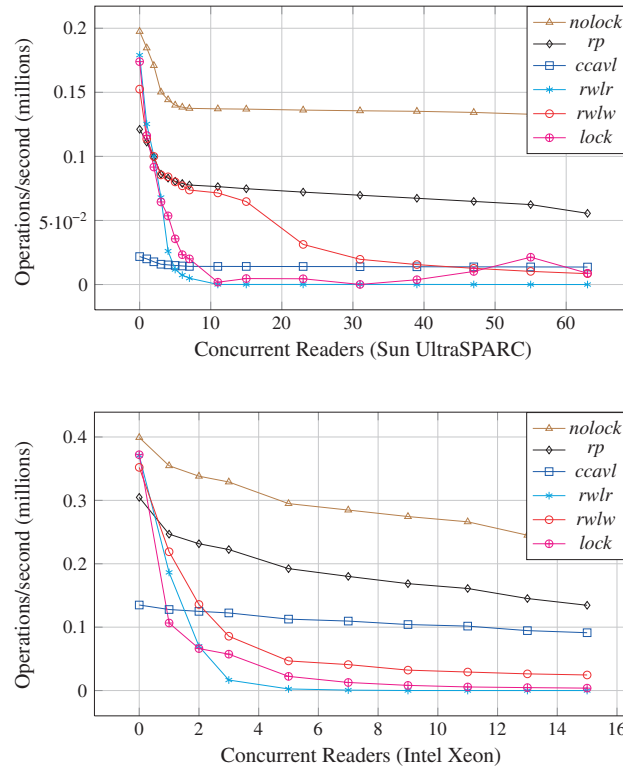 0.2
0.15
0.1
5·10⁻²
0
Operations/second (millions)
nolock
rp
ccavl
rwlr
rwlw
lock
0 10 20 30 40 50 60
Concurrent Readers (Sun UltraSPARC)
0.4
0.3
0.2
0.1
0
Operations/second (millions)
nolock
rp
ccavl
rwlr
rwlw
lock
0 2 4 6 8 10 12 14 16
Concurrent Readers (Intel Xeon)